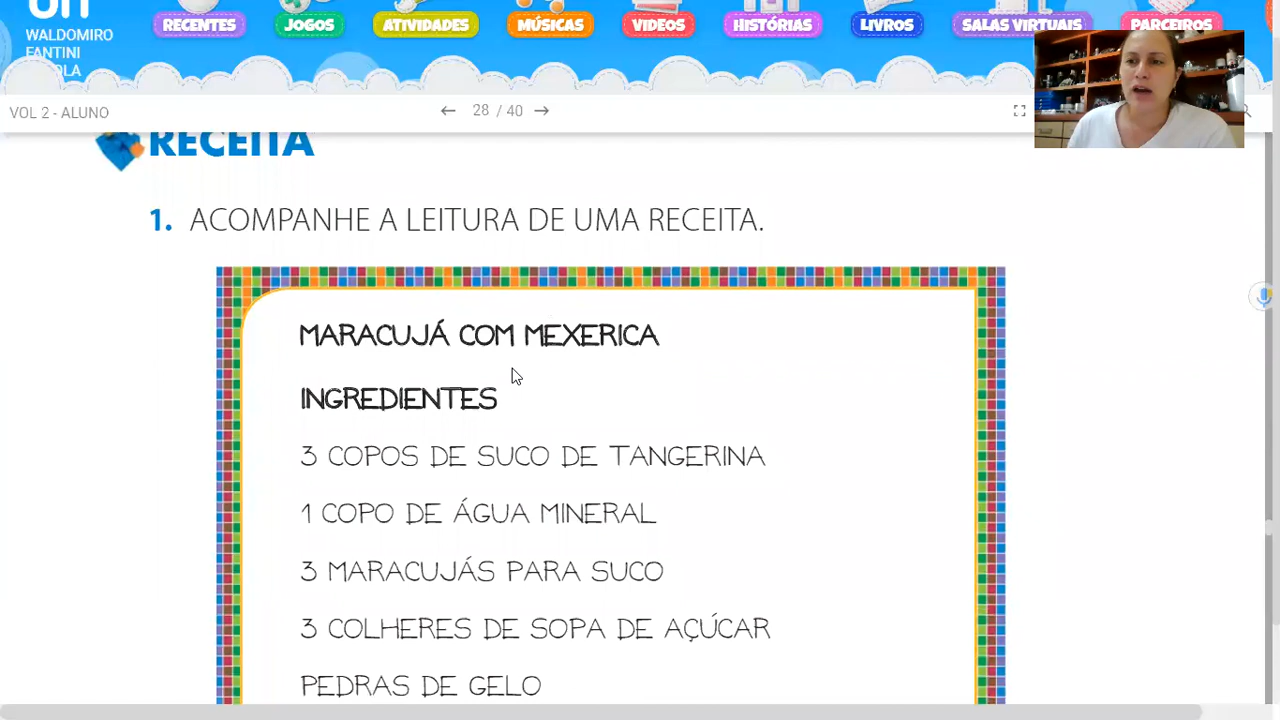 RECENTES JOGOS ATIVIDADES MÚSICAS VIDEOS HISTÓRIAS LIVROS SALAS VIRTUAIS PARCEIROS
WALDOMIRO
FANTINI
VOL 2 - ALUNO
28 / 40
RECEITA
1. ACOMPANHE A LEITURA DE UMA RECEITA.
MARACUJÁ COM MEXERICA
INGREDIENTES
3 COPOS DE SUCO DE TANGERINA
1 COPO DE ÁGUA MINERAL
3 MARACUJÁS PARA SUCO
3 COLHERES DE SOPA DE AÇÚCAR
PEDRAS DE GELO